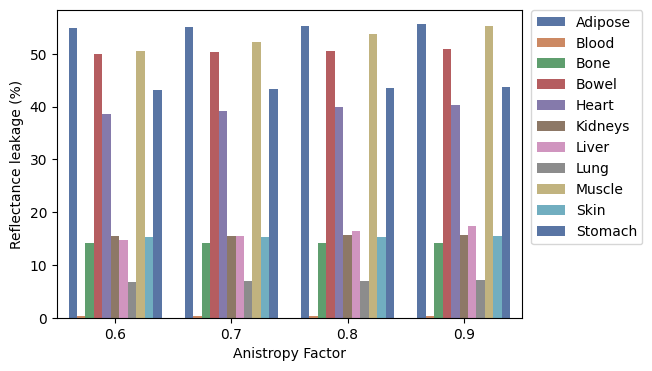 Reflectance leakage (%)
50
40
30
20
10
0
0.6 0.7 0.8 0.9
Anistropy Factor
Adipose
Blood
Bone
Bowel
Heart
Kidneys
Liver
Lung
Muscle
Skin
Stomach